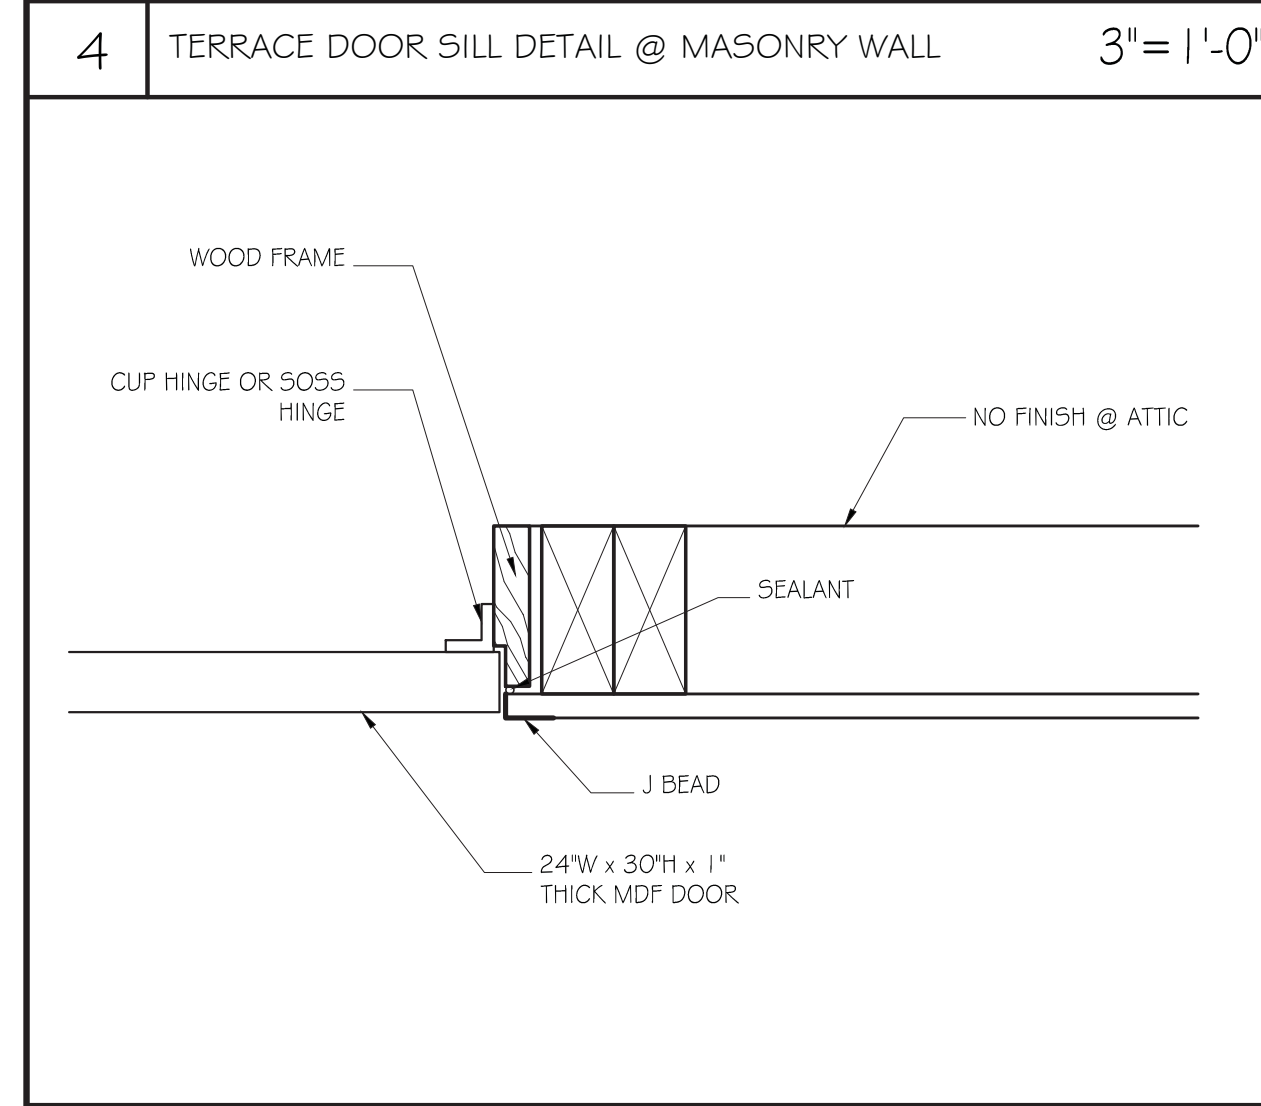 4
TERRACE DOOR SILL DETAIL @ MASONRY WALL
3"=1'-0"
WOOD FRAME
CUP HINGE OR SOSS
HINGE
NO FINISH @ ATTIC
SEALANT
J BEAD
24"W x 30"H x 1"
THICK MDF DOOR